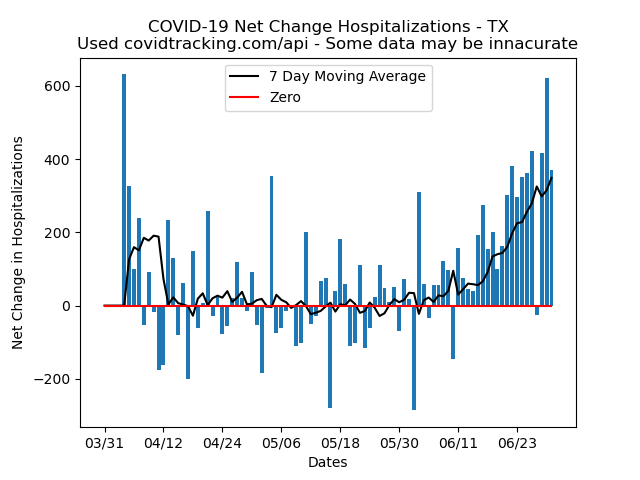 COVID-19 Net Change Hospitalizations - TX
Used covidtracking.com/api - Some data may be innacurate
7 Day Moving Average
Zero
Net Change in Hospitalizations
600
400
200
0
−200
03/31 04/12 04/24 05/06 05/18 05/30 06/11 06/23
Dates